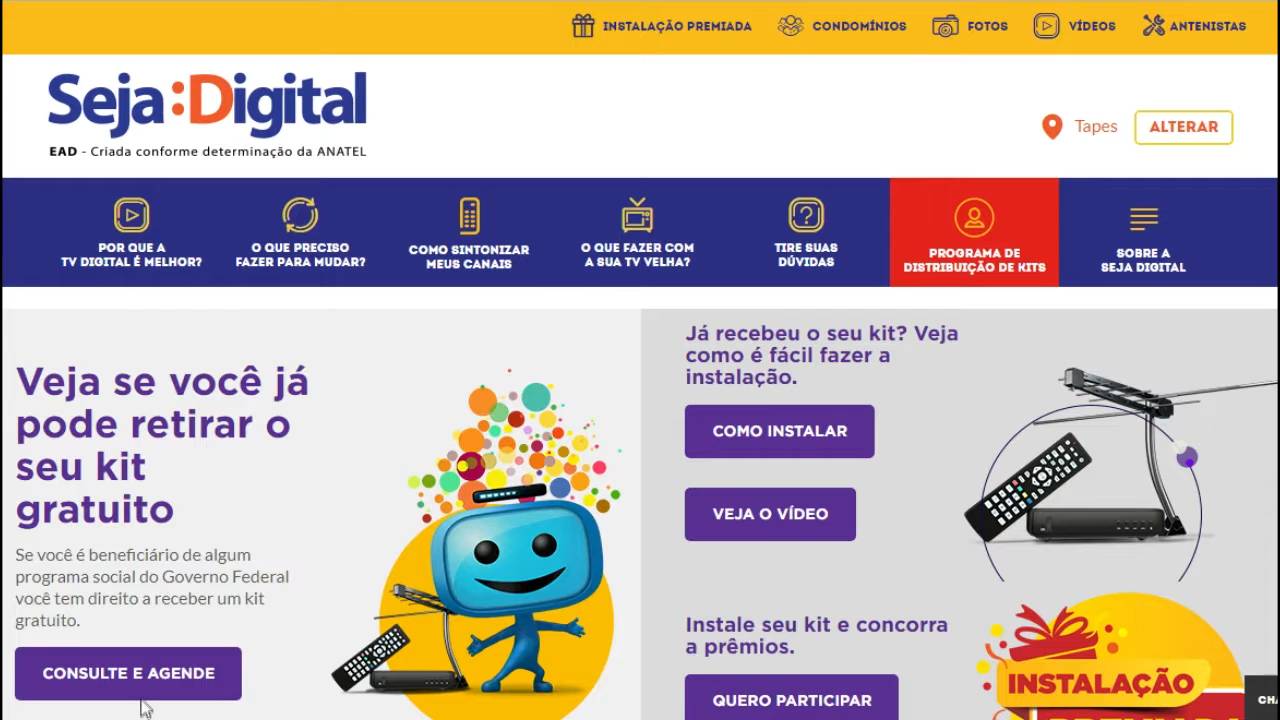 INSTALAÇÃO PREMIADA
CONDOMÍNIOS
FOTOS
VÍDEOS
ANTENISTAS
Seja:Digital
EAD - Criada conforme determinação da ANATEL
Tapes
ALTERAR
POR QUE A
TV DIGITAL É MELHOR?
O QUE PRECISO
FAZER PARA MUDAR?
COMO SINTONIZAR
MEUS CANAIS
O QUE FAZER COM
A SUA TV VELHA?
TIRE SUAS
DÚVIDAS
PROGRAMA DE
DISTRIBUIÇÃO DE KITS
SOBRE A
SEJA DIGITAL
Veja se você já
pode retirar o
seu kit
gratuito
Se você é beneficiário de algum
programa social do Governo Federal
você tem direito a receber um kit
gratuito.
CONSULTE E AGENDE
Já recebeu o seu kit? Veja
como é fácil fazer a
instalação.
COMO INSTALAR
VEJA O VÍDEO
Instale seu kit e concorra
a prêmios.
QUERO PARTICIPAR
INSTALAÇÃO